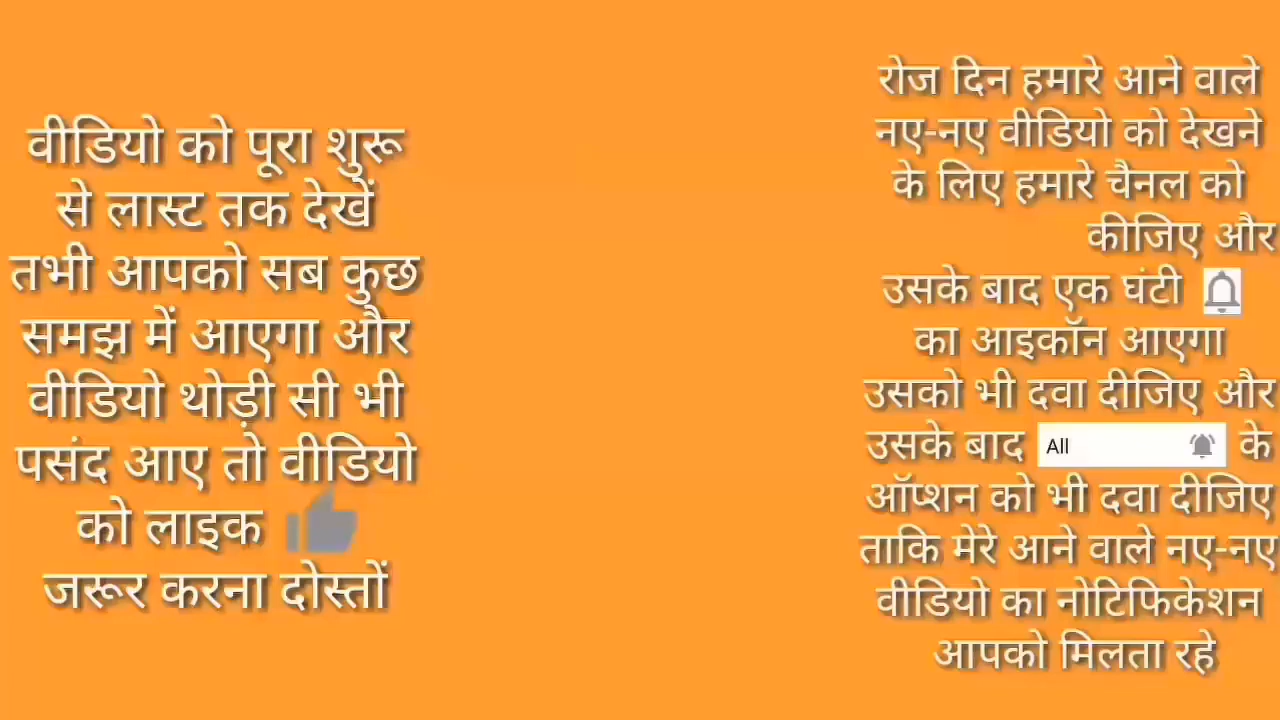 वीडियो को पूरा शुरू
से लास्ट तक देखें
तभी आपको सब कुछ
समझ में आएगा और
वीडियो थोड़ी सी भी
पसंद आए तो वीडियो
को लाइक
जरूर करना दोस्तों
रोज दिन हमारे आने वाले
नए-नए वीडियो को देखने
के लिए हमारे चैनल को
कीजिए और
उसके बाद एक घंटी
का आइकॉन आएगा
उसको भी दवा दीजिए और
उसके बाद All के
ऑप्शन को भी दवा दीजिए
ताकि मेरे आने वाले नए-नए
वीडियो का नोटिफिकेशन
आपको मिलता रहे